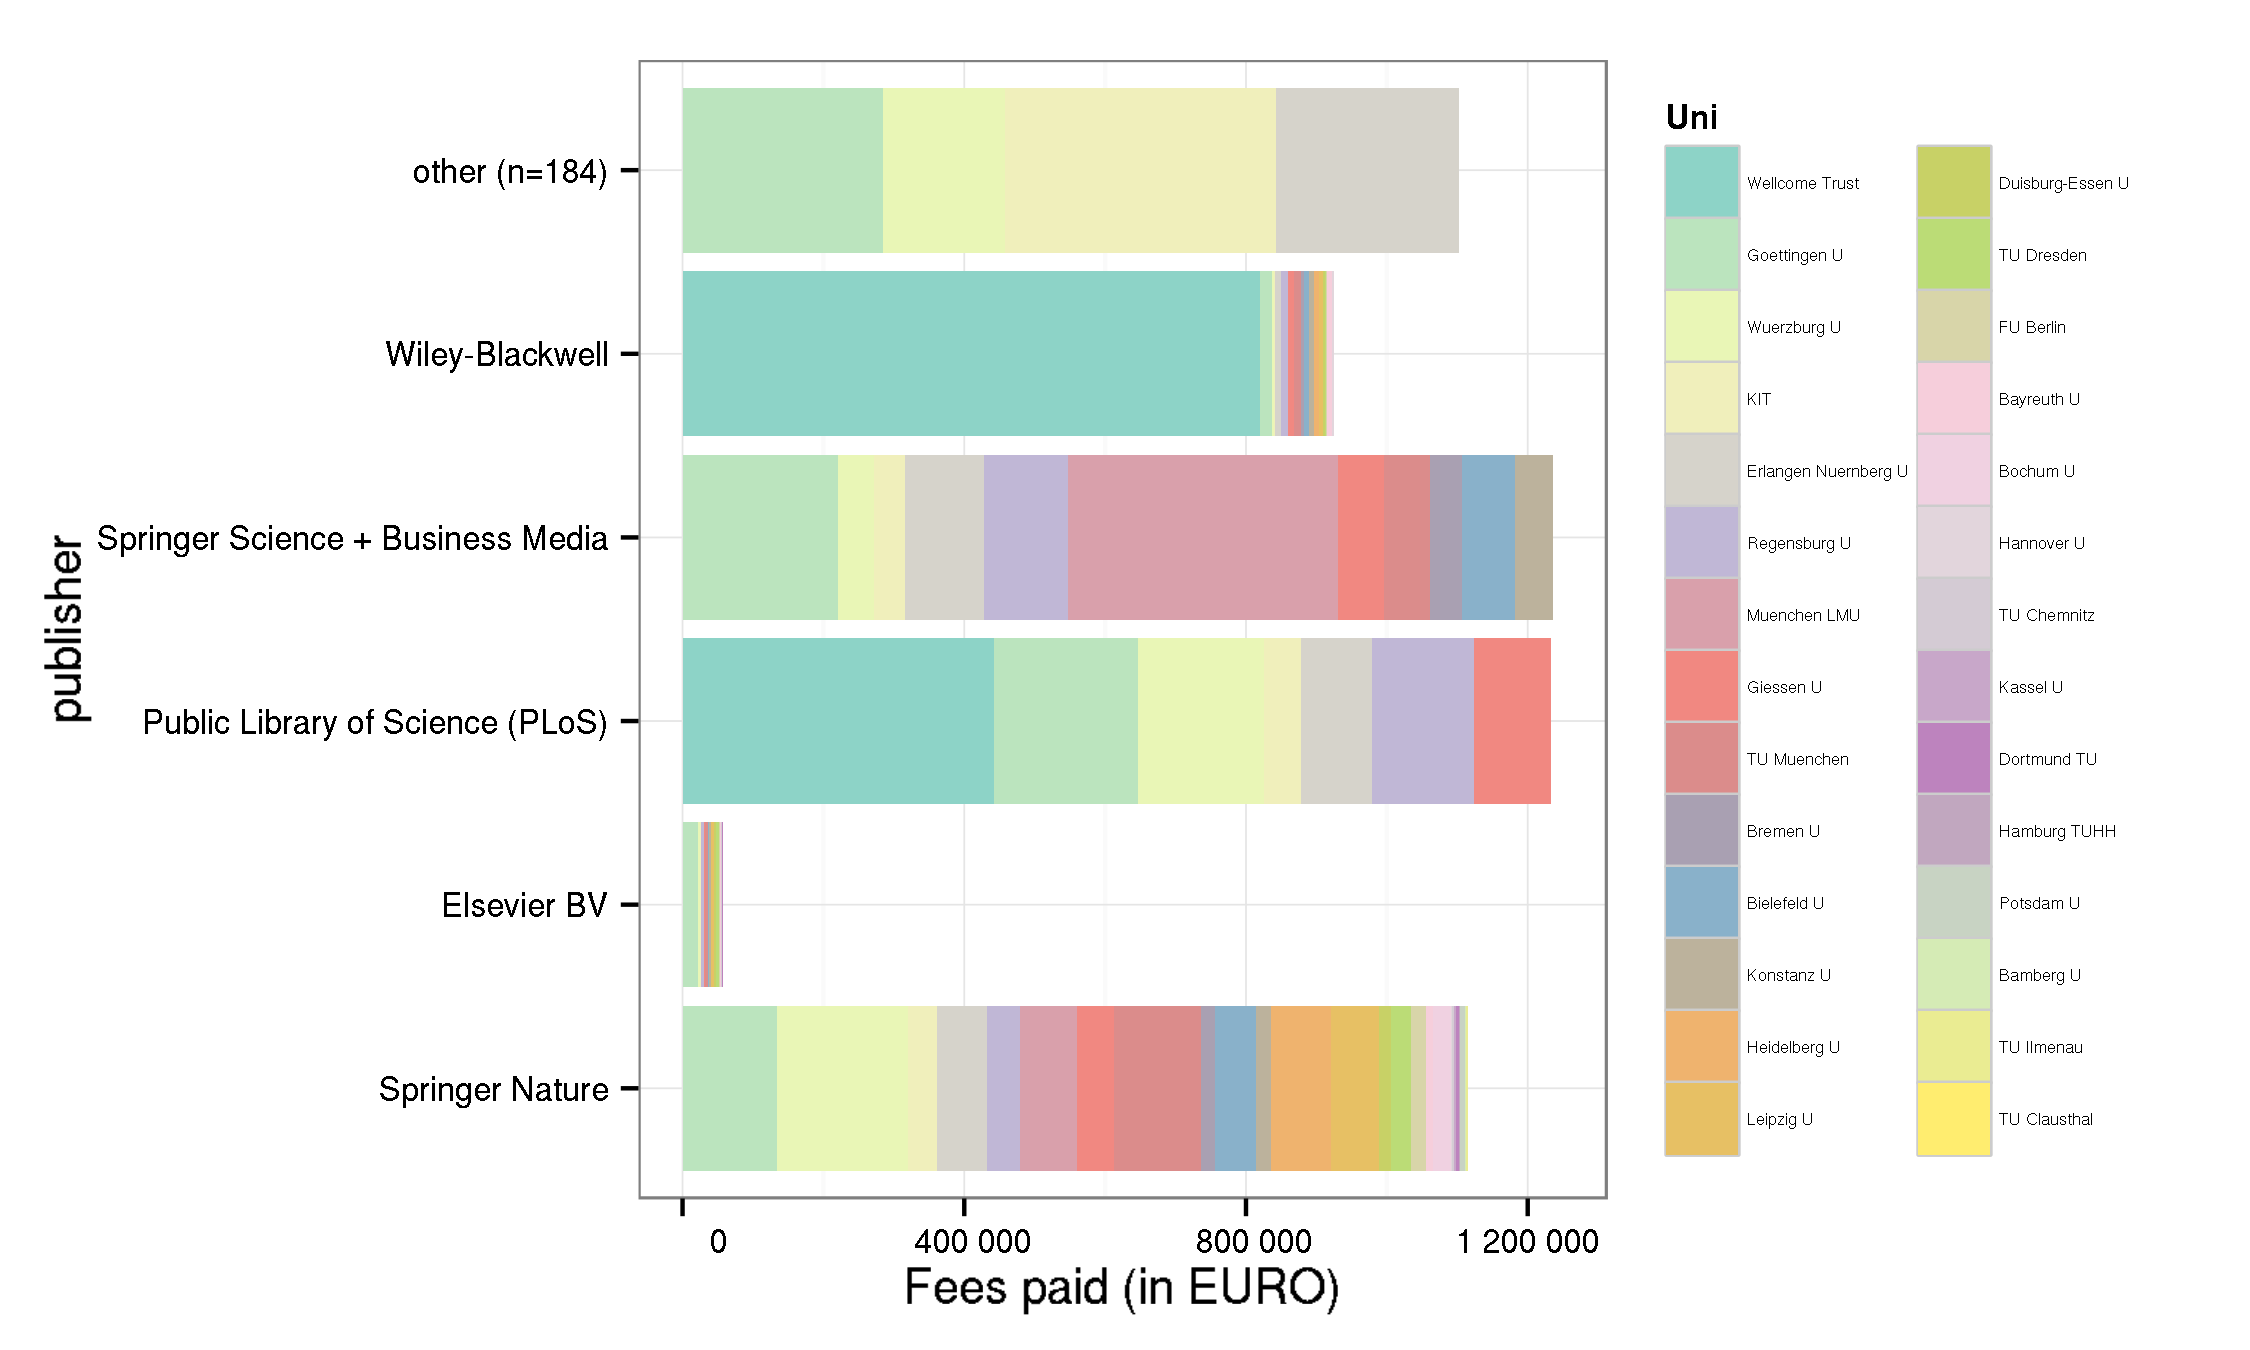 other (n=184)
Wiley-Blackwell
Springer Science + Business Media
Public Library of Science (PLoS)
Elsevier BV
Springer Nature
publisher
0
400 000
800 000
1 200 000
Fees paid (in EURO)
Uni
Wellcome Trust
Goettingen U
Wuerzburg U
KIT
Erlangen Nuernberg U
Regensburg U
Muenchen LMU
Giessen U
TU Muenchen
Bremen U
Bielefeld U
Konstanz U
Heidelberg U
Leipzig U
Duisburg-Essen U
TU Dresden
FU Berlin
Bayreuth U
Bochum U
Hannover U
TU Chemnitz
Kassel U
Dortmund TU
Hamburg TUHH
Potsdam U
Bamberg U
TU Ilmenau
TU Clausthal